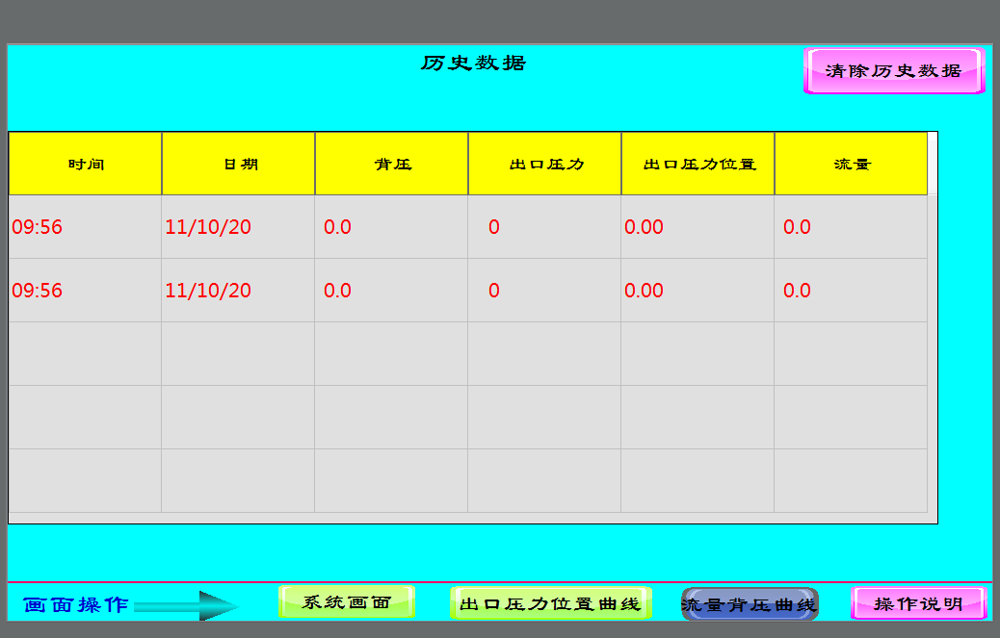 历史数据
清除历史数据
时间 日期 背压 出口压力 出口压力位置 流量
09:56 11/10/20 0.0 0 0.00 0.0
09:56 11/10/20 0.0 0 0.00 0.0
画面操作 系统画面 出口压力位置曲线 流量背压曲线 操作说明